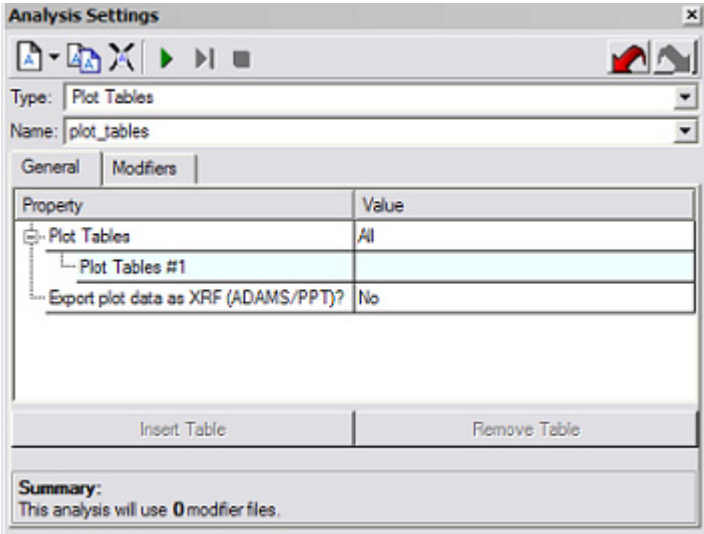 Analysis Settings
Type: Plot Tables
Name: plot_tables
General Modifiers
Property Value
Plot Tables All
Plot Tables #1
Export plot data as XRF (ADAMS/PPT)? No
Insert Table Remove Table
Summary:
This analysis will use 0 modifier files.